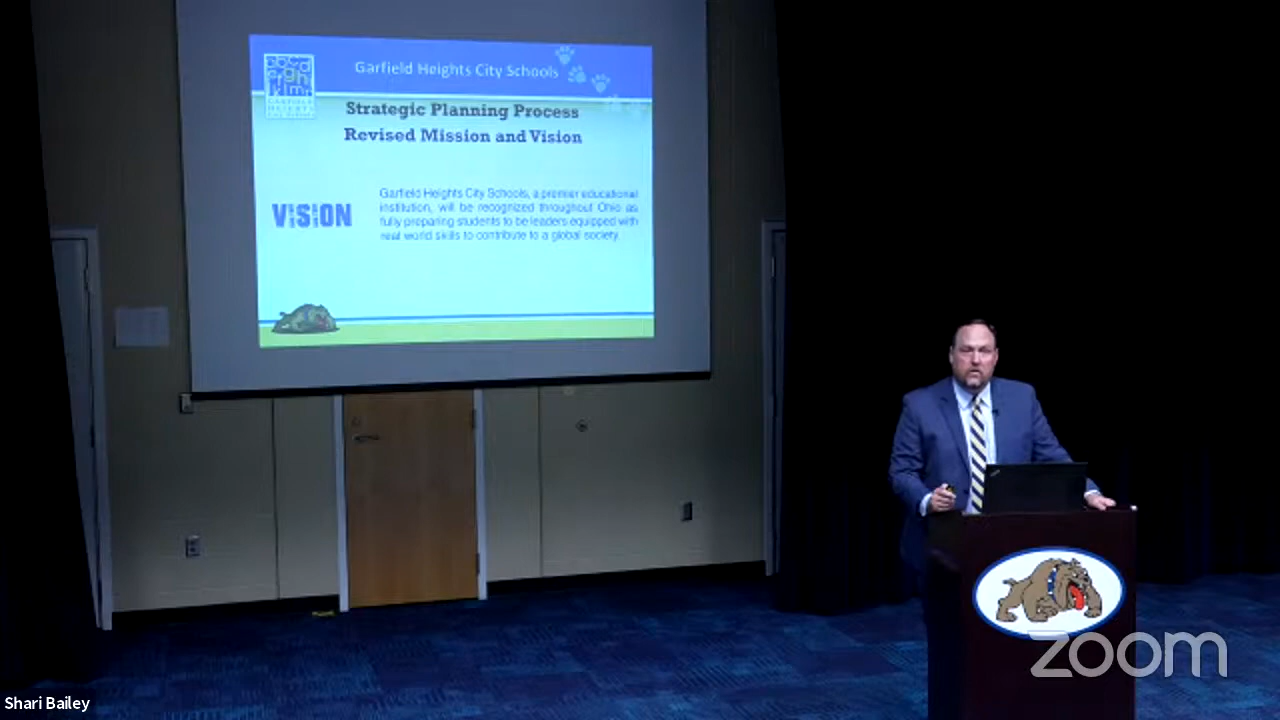 Garfield Heights City Schools
GARFIELD
HEIGHTS
Strategic Planning Process
Revised Mission and Vision
VISION
Garfield Heights City Schools, a premier educational
institution, will be recognized throughout Ohio as
fully preparing students to be leaders equipped with
real world skills to contribute to a global society.
zoom
Shari Bailey